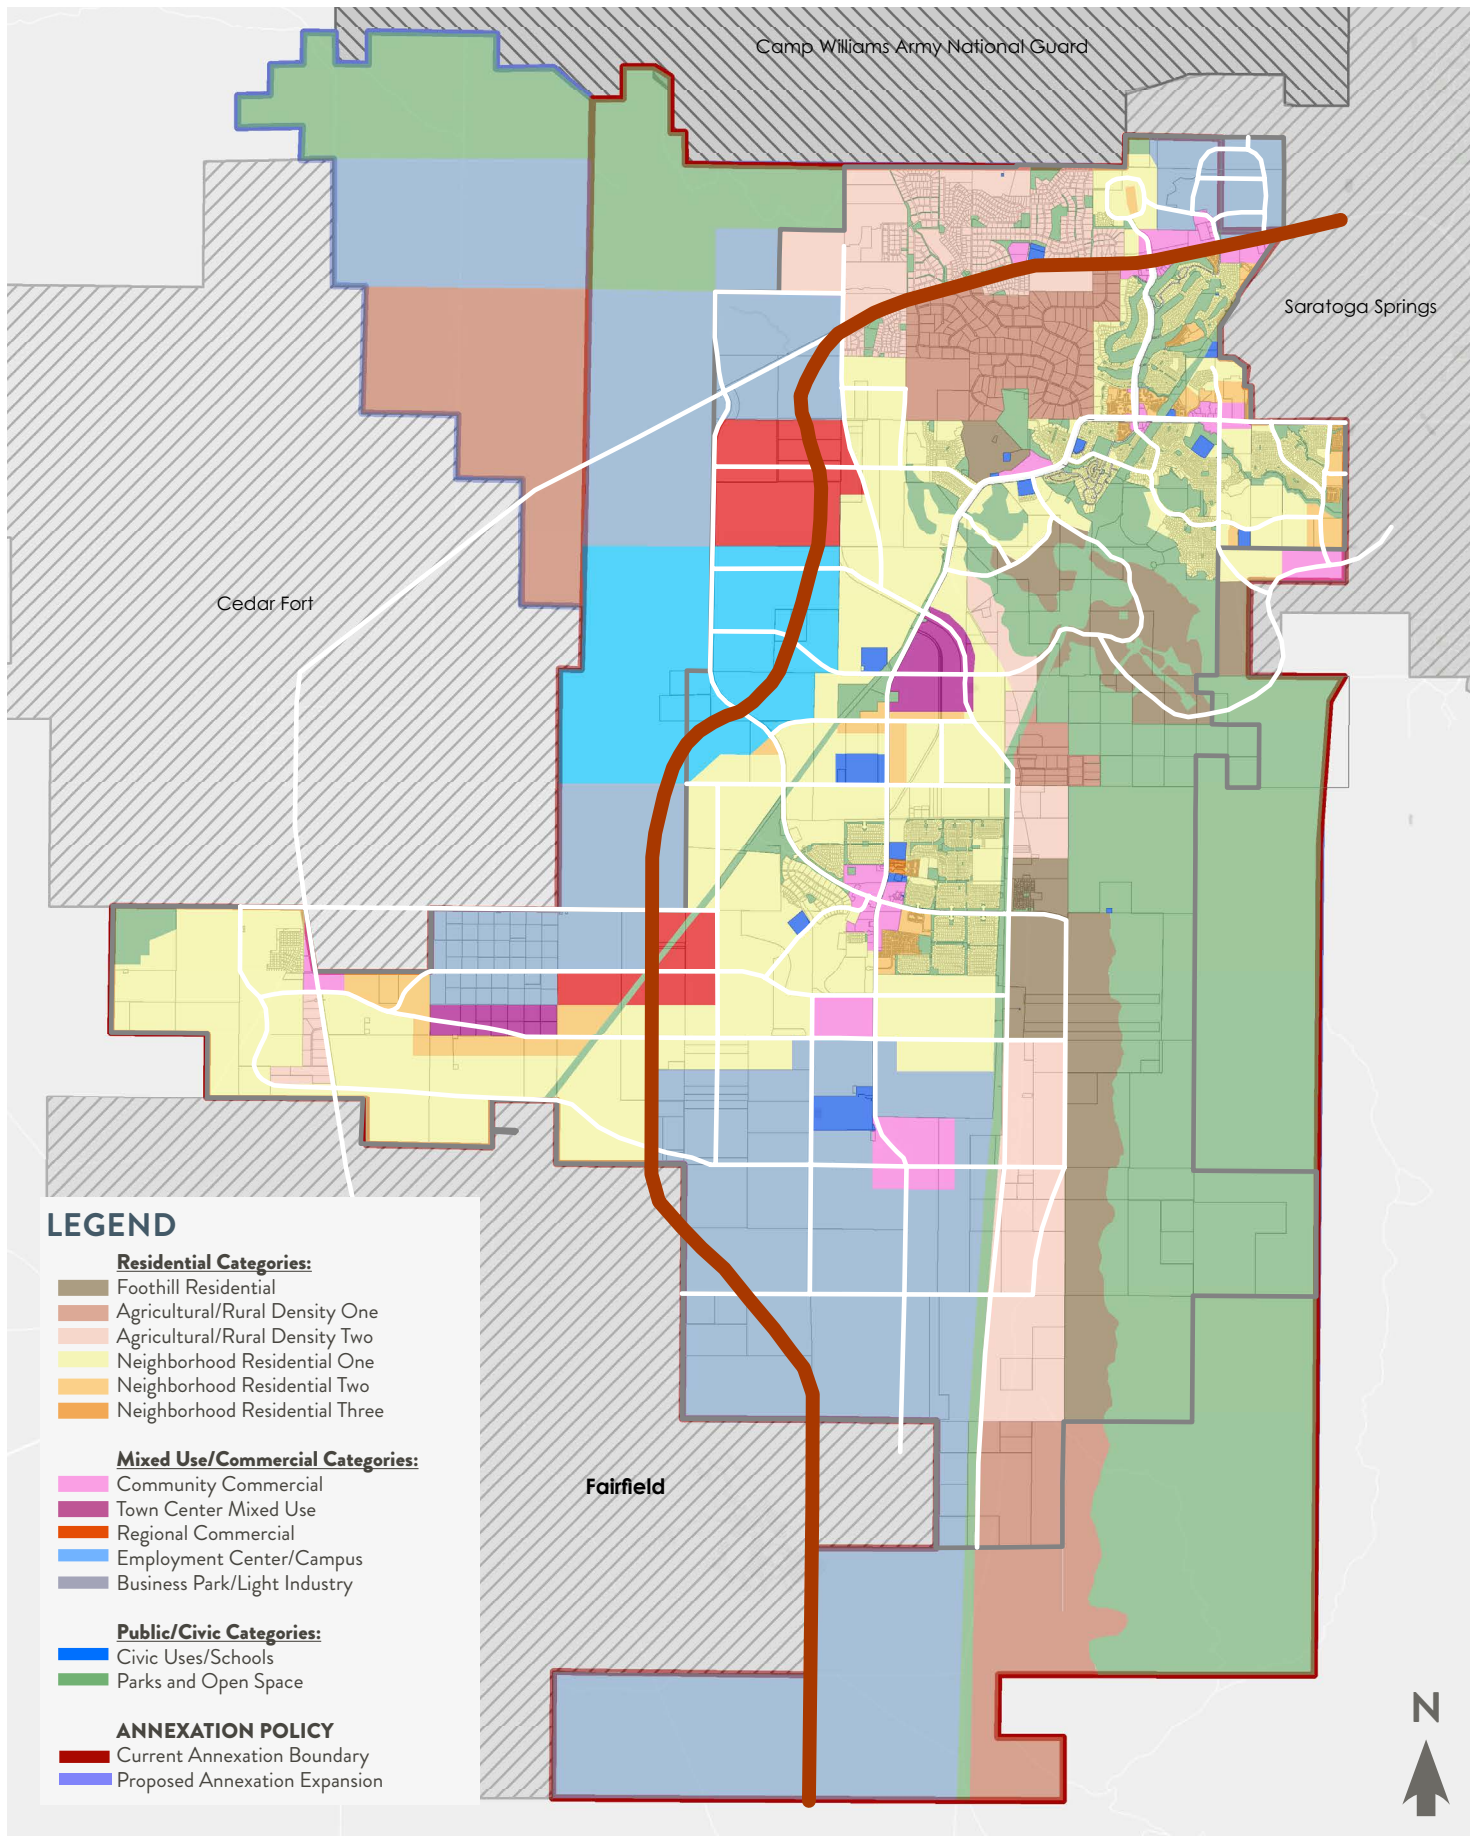 Camp Williams Army National Guard
Saratoga Springs
Cedar Fort
LEGEND
Residential Categories:
Foothill Residential
Agricultural/Rural Density One
Agricultural/Rural Density Two
Neighborhood Residential One
Neighborhood Residential Two
Neighborhood Residential Three
Mixed Use/Commercial Categories:
Community Commercial
Town Center Mixed Use
Regional Commercial
Employment Center/Campus
Business Park/Light Industry
Public/Civic Categories:
Civic Uses/Schools
Parks and Open Space
ANNEXATION POLICY
Current Annexation Boundary
Proposed Annexation Expansion
Fairfield
N